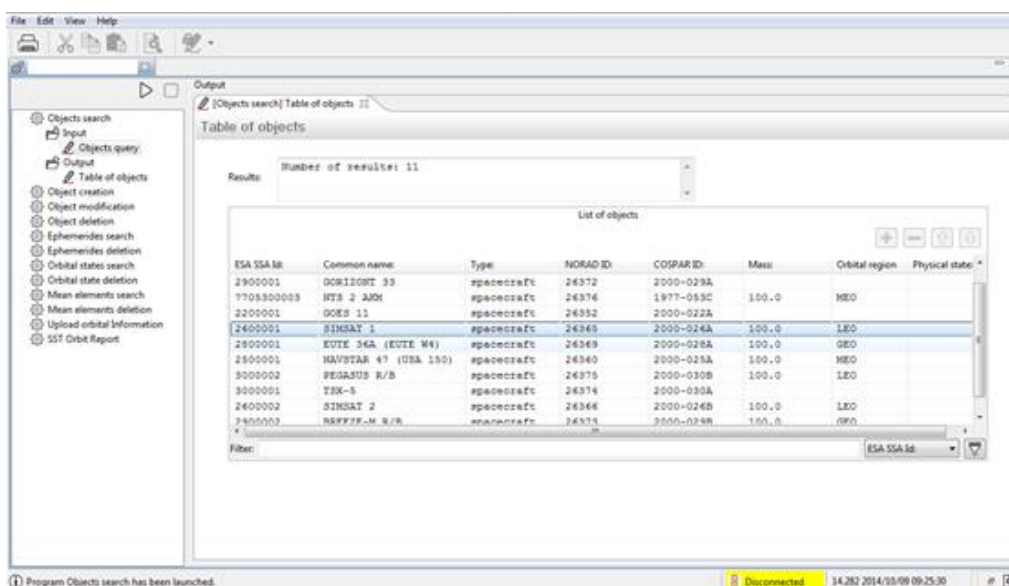 File Edit View Help
Output
[Objects search] Table of objects
Table of objects
Objects search
Input
Objects query
Output
Table of objects
Object creation
Object modification
Object deletion
Ephemerides search
Ephemerides deletion
Orbital states search
Orbital state deletion
Mean elements search
Mean elements deletion
Upload orbital Information
SST Orbit Report
Results: Number of results: 11
List of objects
ESA SSA Id: Common name: Type: NORAD ID: COSPAR ID: Mass: Orbital region Physical state:
2900001 GORIZONT 33 spacecraft 26372 2000-029A
7705300003 NTS 2 AKM spacecraft 26376 1977-053C 100.0 MEO
2200001 GOES 11 spacecraft 26352 2000-022A
2600001 SIMSAT 1 spacecraft 26365 2000-026A 100.0 LEO
2800001 EUTE 36A (EUTE W4) spacecraft 26369 2000-028A 100.0 GEO
2500001 NAVSTAR 47 (USA 150) spacecraft 26360 2000-025A 100.0 MEO
3000002 PEGASUS R/B spacecraft 26375 2000-030B 100.0 LEO
3000001 TSX-5 spacecraft 26374 2000-030A
2600002 SIMSAT 2 spacecraft 26366 2000-026B 100.0 LEO
2900002 BREEZE-M R/B spacecraft 26373 2000-029B 100.0 GEO
Filter: ESA SSA Id:
Program Objects search has been launched. Disconnected 14.282 2014/10/09 09:25:30